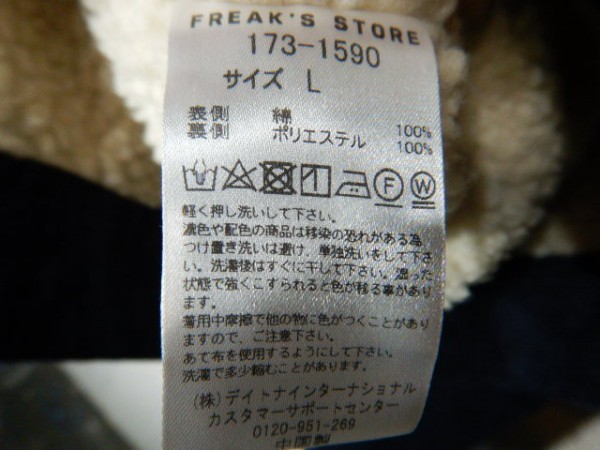 FREAK'S STORE
173-1590
サイズ L
表側 綿 100%
裏側 ポリエステル 100%
F W
軽く押し洗いして下さい。
濃色や配色の商品は移染の恐れがある為
つけ置き洗いは避け、単独洗いをして下さ
い。洗濯後はすぐに干して下さい。湿った
状態で強くこすられると色が移る事があり
ます。
着用中摩擦で他の物に色がつくことがあり
ますので、ご注意下さい。
あて布を使用するようにして下さい。
洗濯で多少縮むことがあります。
(株)デイトナインターナショナル
カスタマーサポートセンター
0120-951-269
中国製